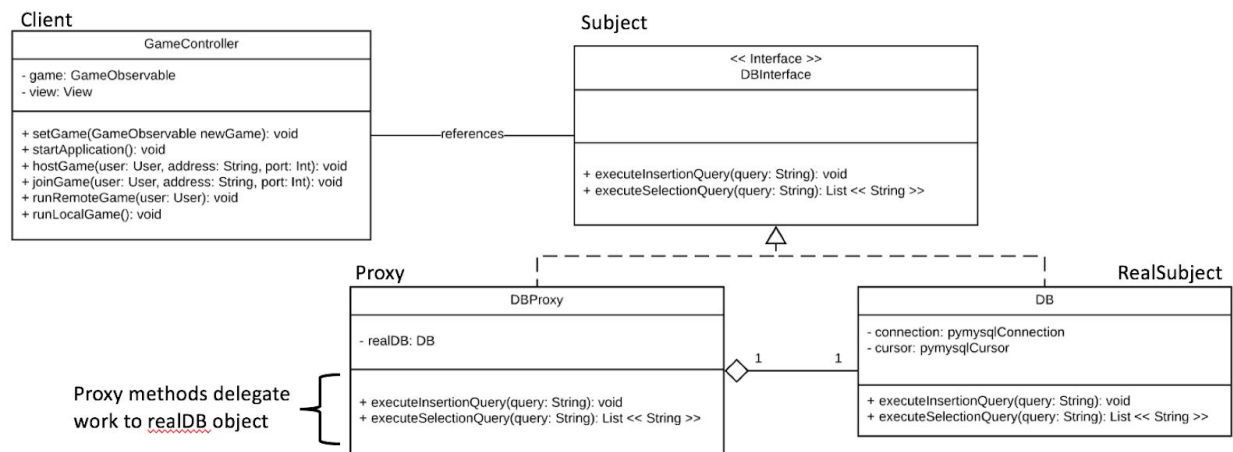 Client
GameController
- game: GameObservable
- view: View
+ setGame(GameObservable newGame): void
+ startApplication(): void
+ hostGame(user: User, address: String, port: Int): void
+ joinGame(user: User, address: String, port: Int): void
+ runRemoteGame(user: User): void
+ runLocalGame(): void
references
Subject
<< Interface >>
DBInterface
+ executeInsertionQuery(query: String): void
+ executeSelectionQuery(query: String): List << String >>
Proxy
DBProxy
- realDB: DB
+ executeInsertionQuery(query: String): void
+ executeSelectionQuery(query: String): List << String >>
Proxy methods delegate
work to realDB object
1
1
RealSubject
DB
- connection: pymysqlConnection
- cursor: pymysqlCursor
+ executeInsertionQuery(query: String): void
+ executeSelectionQuery(query: String): List << String >>